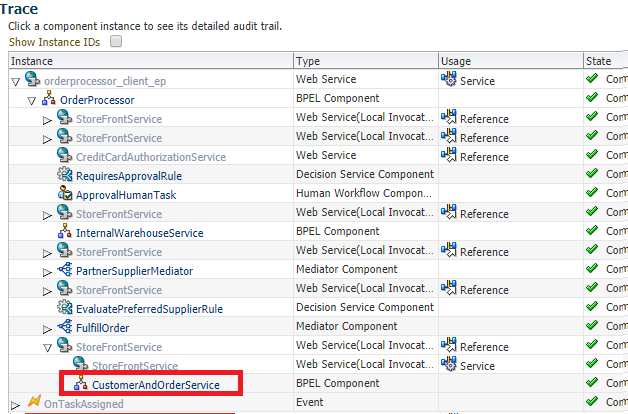 Trace
Click a component instance to see its detailed audit trail.
Show Instance IDs
Instance Type Usage State
orderprocessor_client_ep Web Service Service Com
OrderProcessor BPEL Component Com
StoreFrontService Web Service(Local Invocat... Reference Com
StoreFrontService Web Service(Local Invocat... Reference Com
CreditCardAuthorizationService Web Service Reference Com
RequiresApprovalRule Decision Service Component Com
ApprovalHumanTask Human Workflow Compon... Com
StoreFrontService Web Service(Local Invocat... Reference Com
InternalWarehouseService BPEL Component Com
StoreFrontService Web Service(Local Invocat... Reference Com
PartnerSupplierMediator Mediator Component Com
StoreFrontService Web Service(Local Invocat... Reference Com
EvaluatePreferredSupplierRule Decision Service Component Com
FulfillOrder Mediator Component Com
StoreFrontService Web Service(Local Invocat... Reference Com
StoreFrontService Web Service(Local Invocat... Service Com
CustomerAndOrderService BPEL Component Com
OnTaskAssigned Event Com